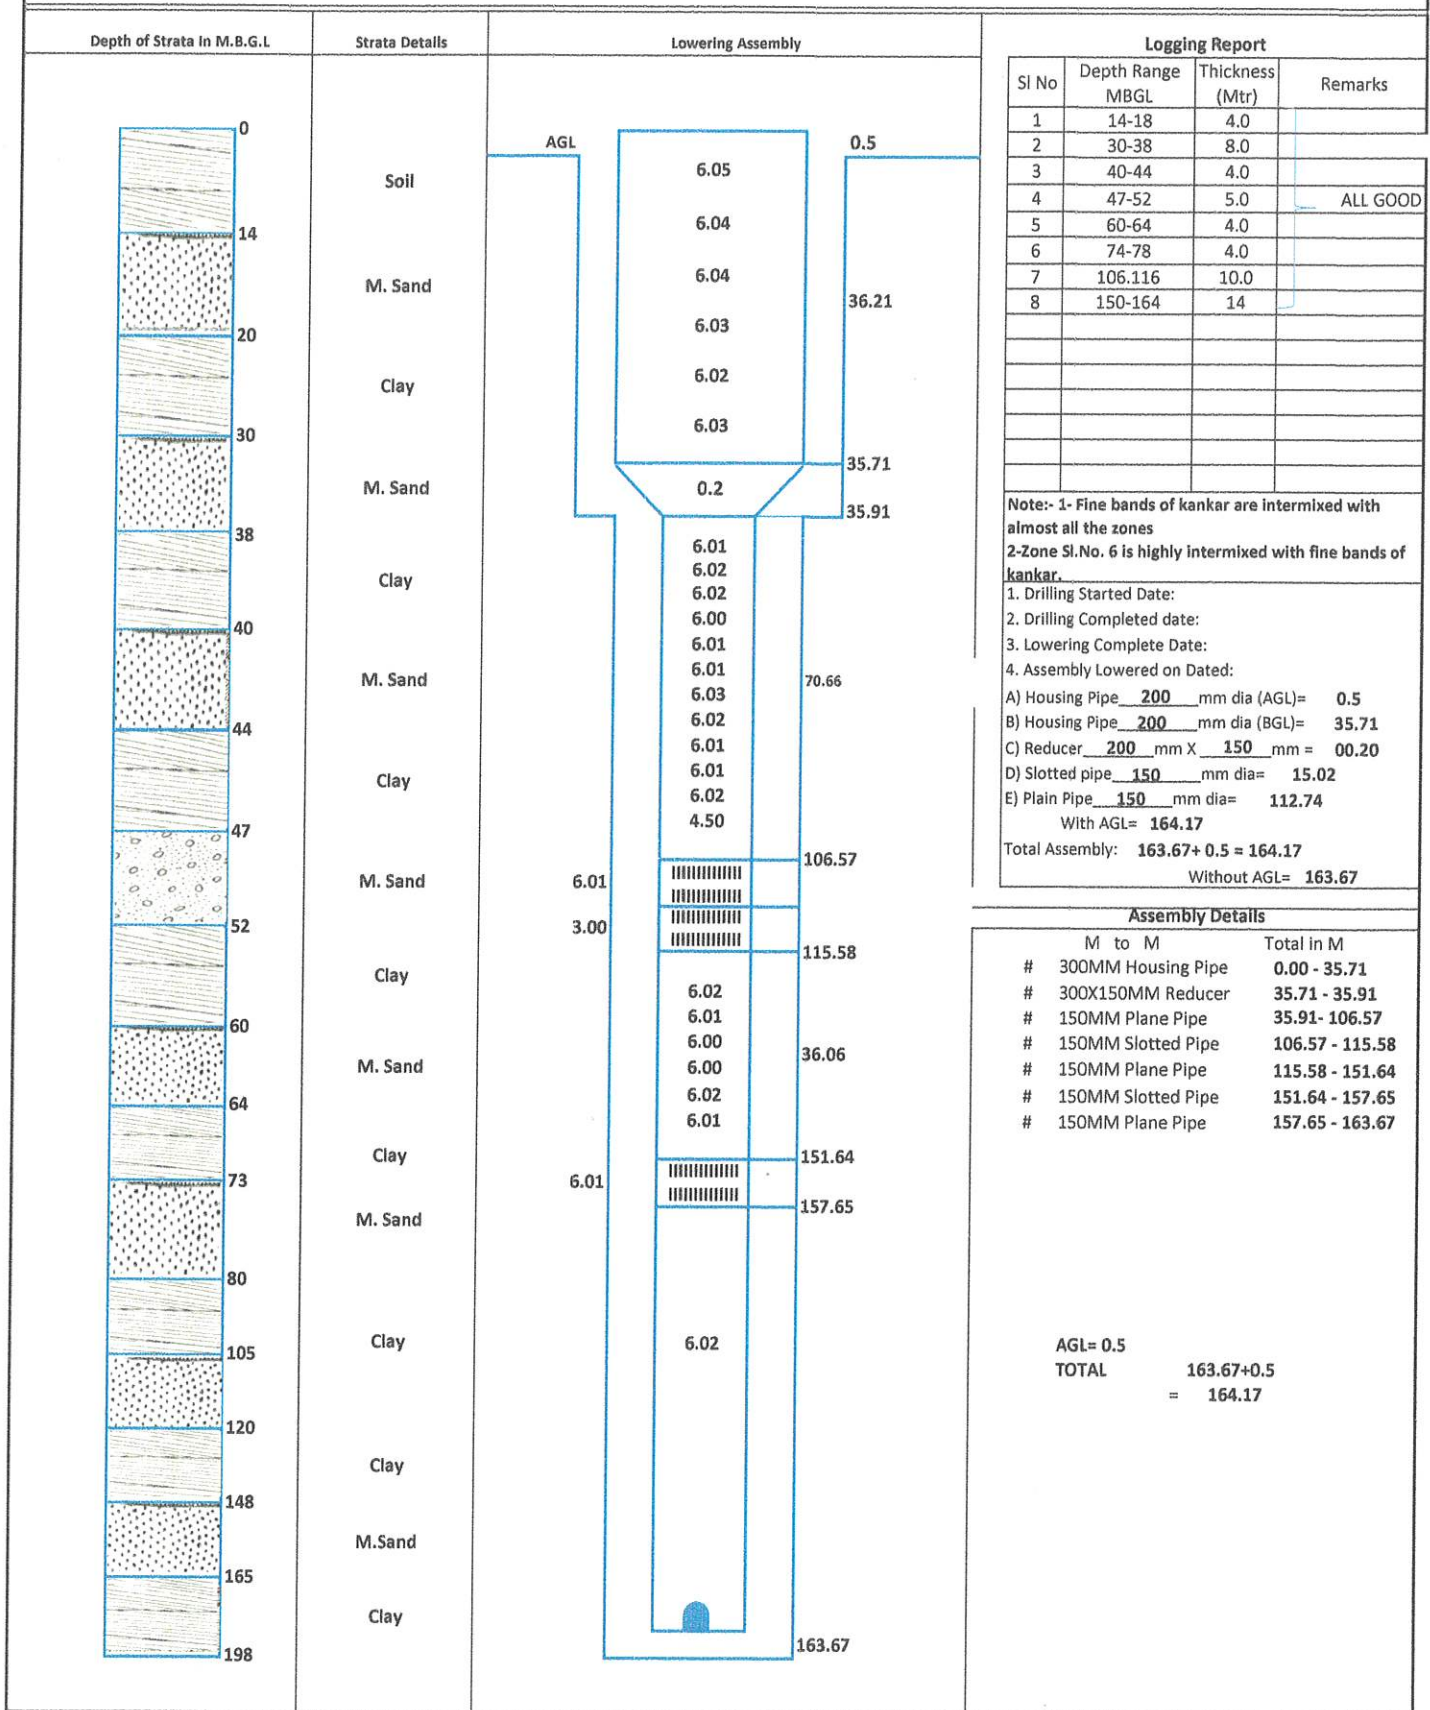 Depth of Strata In M.B.G.L
Strata Details
Lowering Assembly
0
14
20
30
38
40
44
47
52
60
64
73
80
105
120
148
165
198
Soil
M. Sand
Clay
M. Sand
Clay
M. Sand
Clay
M. Sand
Clay
M. Sand
Clay
M. Sand
Clay
Clay
M.Sand
Clay
AGL
0.5
6.05
6.04
6.04
6.03
6.02
6.03
36.21
35.71
0.2
35.91
6.01
6.02
6.02
6.00
6.01
6.01
6.03
6.02
6.01
6.01
6.02
4.50
70.66
106.57
6.01
3.00
115.58
6.02
6.01
6.00
6.00
6.02
6.01
36.06
151.64
6.01
157.65
6.02
163.67
Logging Report
Sl No Depth Range MBGL Thickness (Mtr) Remarks
1 14-18 4.0
2 30-38 8.0
3 40-44 4.0
4 47-52 5.0 ALL GOOD
5 60-64 4.0
6 74-78 4.0
7 106.116 10.0
8 150-164 14
Note:- 1- Fine bands of kankar are intermixed with
almost all the zones
2-Zone Sl.No. 6 is highly intermixed with fine bands of
kankar.
1. Drilling Started Date:
2. Drilling Completed date:
3. Lowering Complete Date:
4. Assembly Lowered on Dated:
A) Housing Pipe 200 mm dia (AGL)= 0.5
B) Housing Pipe 200 mm dia (BGL)= 35.71
C) Reducer 200 mm X 150 mm = 00.20
D) Slotted pipe 150 mm dia= 15.02
E) Plain Pipe 150 mm dia= 112.74
With AGL= 164.17
Total Assembly: 163.67+ 0.5 = 164.17
Without AGL= 163.67
Assembly Details
M to M Total in M
# 300MM Housing Pipe 0.00 - 35.71
# 300X150MM Reducer 35.71 - 35.91
# 150MM Plane Pipe 35.91- 106.57
# 150MM Slotted Pipe 106.57 - 115.58
# 150MM Plane Pipe 115.58 - 151.64
# 150MM Slotted Pipe 151.64 - 157.65
# 150MM Plane Pipe 157.65 - 163.67
AGL= 0.5
TOTAL 163.67+0.5
= 164.17